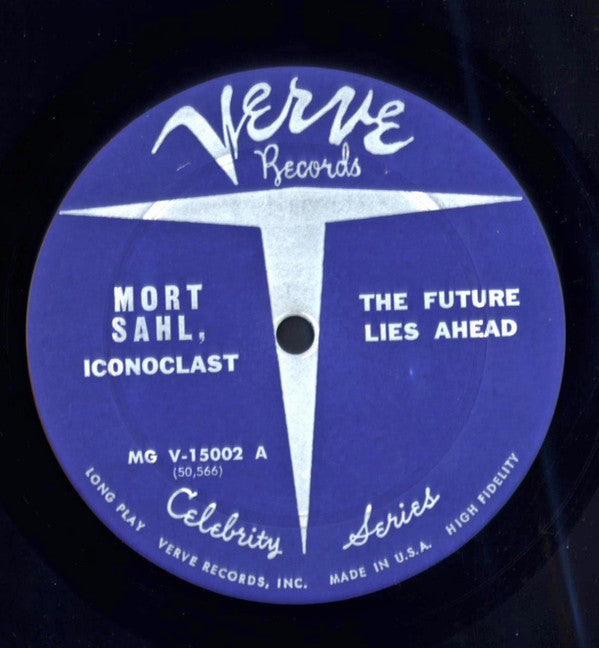 Verve
Records
MORT
SAHL,
ICONOCLAST
THE FUTURE
LIES AHEAD
MG V-15002 A
(50,566)
Celebrity Series
LONG PLAY
VERVE RECORDS, INC.
MADE IN U.S.A.
HIGH FIDELITY